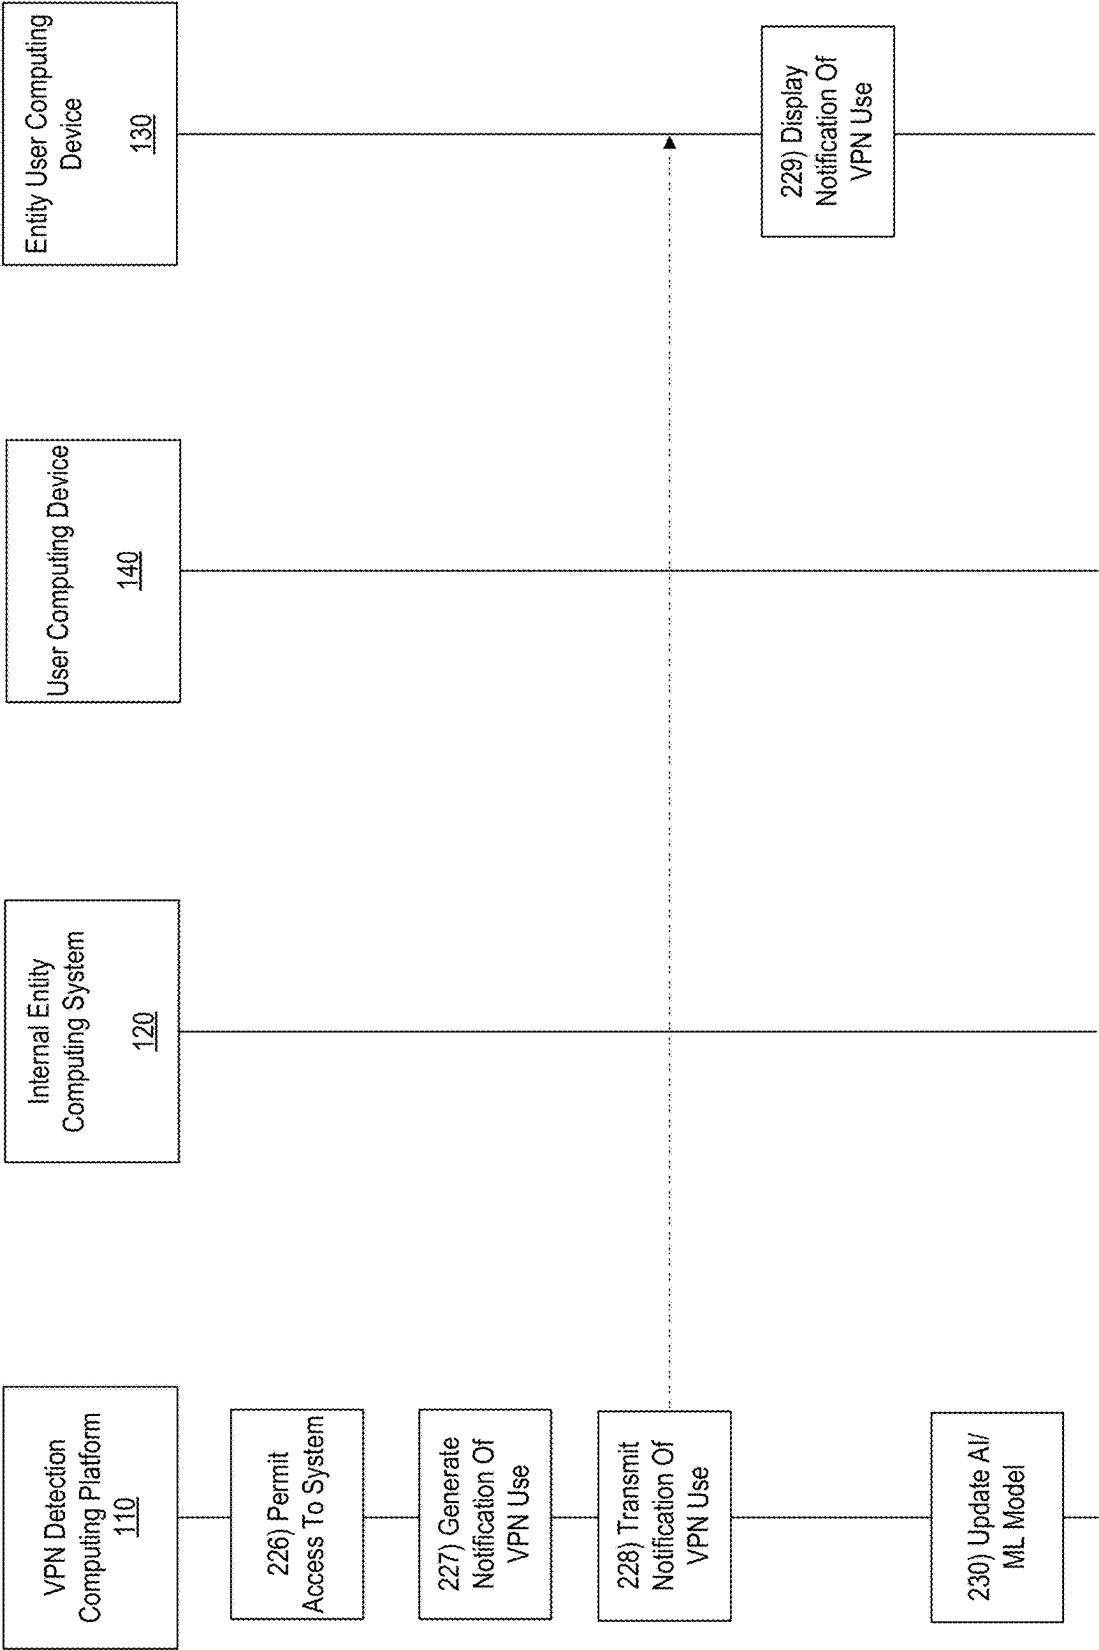 VPN Detection
Computing Platform
110
Internal Entity
Computing System
120
User Computing Device
140
Entity User Computing
Device
130
226) Permit
Access To System
227) Generate
Notification Of
VPN Use
228) Transmit
Notification Of
VPN Use
229) Display
Notification Of
VPN Use
230) Update AI/
ML Model